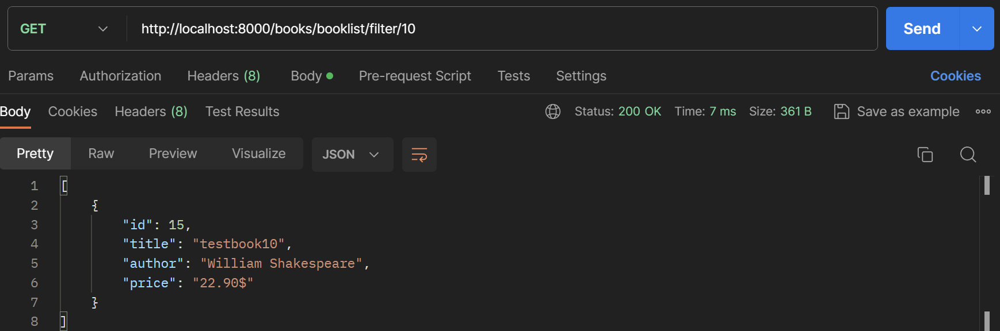 GET http://localhost:8000/books/booklist/filter/10 Send
Params Authorization Headers (8) Body Pre-request Script Tests Settings Cookies
Body Cookies Headers (8) Test Results Status: 200 OK Time: 7 ms Size: 361 B Save as example
Pretty Raw Preview Visualize JSON
1 [
2 {
3 "id": 15,
4 "title": "testbook10",
5 "author": "William Shakespeare",
6 "price": "22.90$"
7 }
8 ]